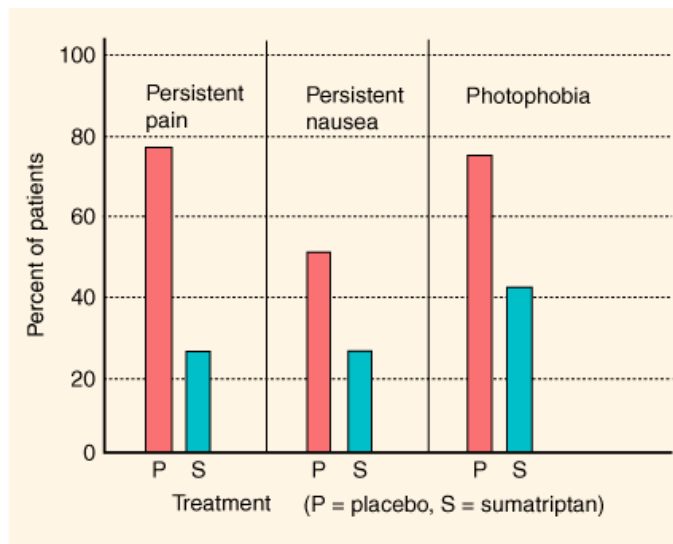 100
80
60
40
20
0
Percent of patients
Persistent
pain
Persistent
nausea
Photophobia
P S P S P S
Treatment (P = placebo, S = sumatriptan)